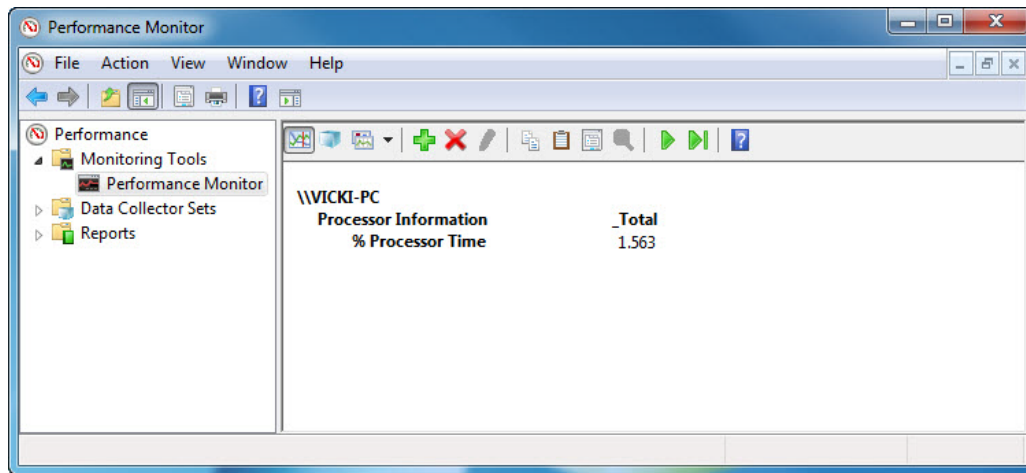 Performance Monitor
File Action View Window Help
Performance
Monitoring Tools
Performance Monitor
Data Collector Sets
Reports
\\VICKI-PC
Processor Information _Total
% Processor Time 1.563